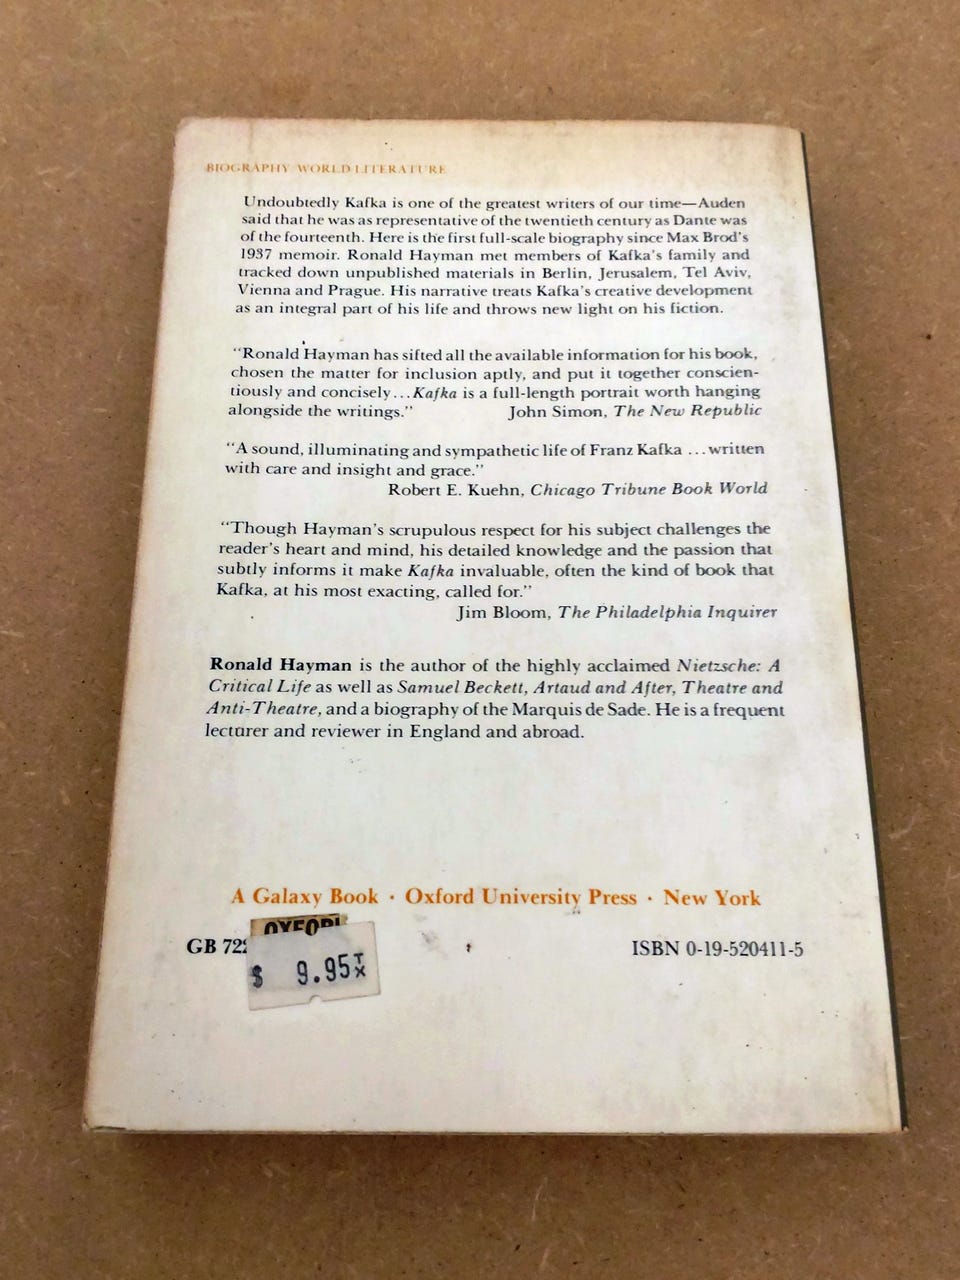 BIOGRAPHY WORLD LITERATURE
Undoubtedly Kafka is one of the greatest writers of our time—Auden
said that he was as representative of the twentieth century as Dante was
of the fourteenth. Here is the first full-scale biography since Max Brod's
1937 memoir. Ronald Hayman met members of Kafka's family and
tracked down unpublished materials in Berlin, Jerusalem, Tel Aviv,
Vienna and Prague. His narrative treats Kafka's creative development
as an integral part of his life and throws new light on his fiction.
"Ronald Hayman has sifted all the available information for his book,
chosen the matter for inclusion aptly, and put it together conscien-
tiously and concisely...Kafka is a full-length portrait worth hanging
alongside the writings." John Simon, The New Republic
"A sound, illuminating and sympathetic life of Franz Kafka ...written
with care and insight and grace."
Robert E. Kuehn, Chicago Tribune Book World
"Though Hayman's scrupulous respect for his subject challenges the
reader's heart and mind, his detailed knowledge and the passion that
subtly informs it make Kafka invaluable, often the kind of book that
Kafka, at his most exacting, called for."
Jim Bloom, The Philadelphia Inquirer
Ronald Hayman is the author of the highly acclaimed Nietzsche: A
Critical Life as well as Samuel Beckett, Artaud and After, Theatre and
Anti-Theatre, and a biography of the Marquis de Sade. He is a frequent
lecturer and reviewer in England and abroad.
A Galaxy Book · Oxford University Press · New York
OXFORD
GB 722 ISBN 0-19-520411-5
$ 9.95 TX